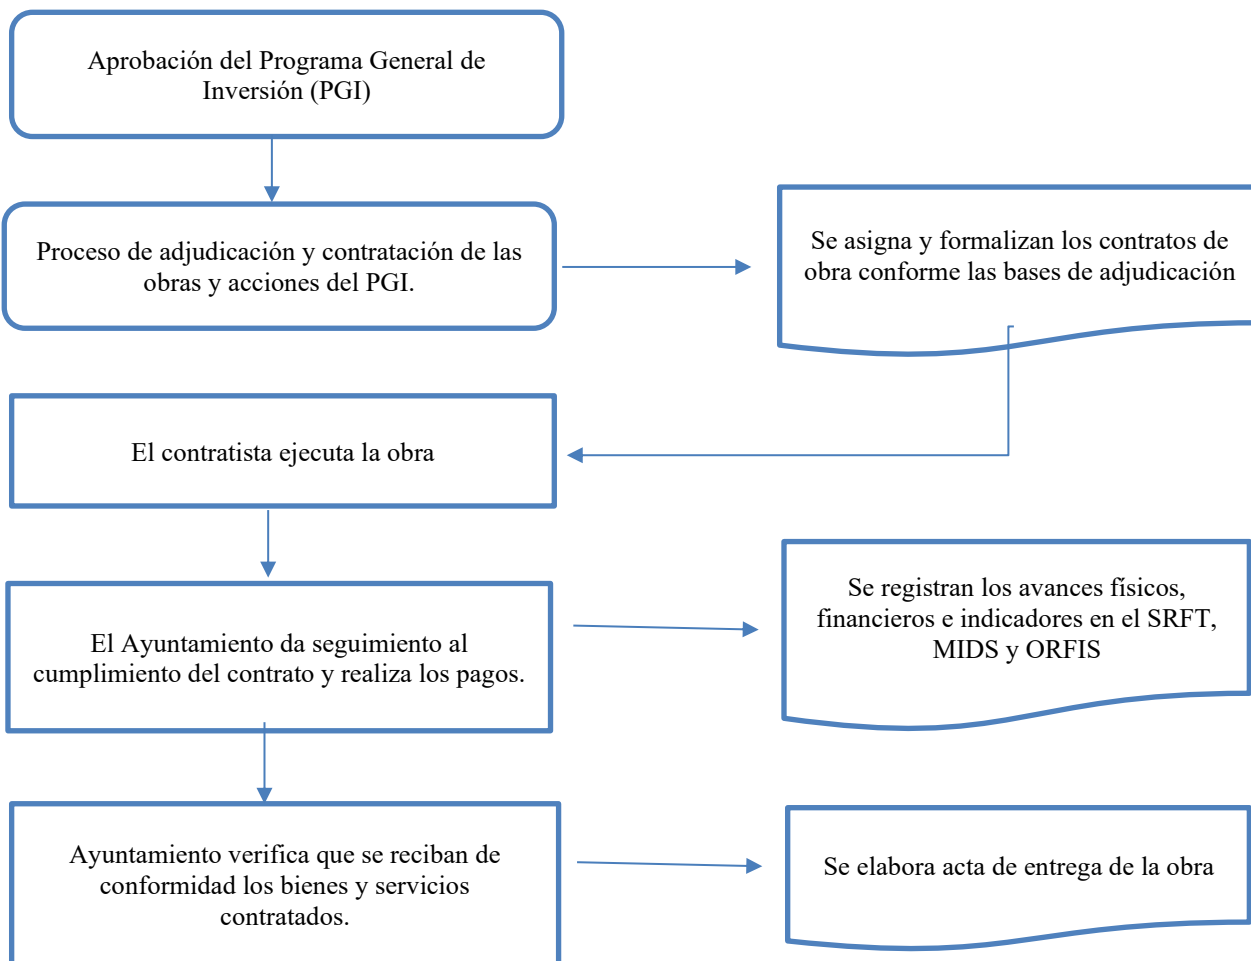 Aprobación del Programa General de
Inversión (PGI)
Proceso de adjudicación y contratación de las
obras y acciones del PGI.
Se asigna y formalizan los contratos de
obra conforme las bases de adjudicación
El contratista ejecuta la obra
El Ayuntamiento da seguimiento al
cumplimiento del contrato y realiza los pagos.
Se registran los avances físicos,
financieros e indicadores en el SRFT,
MIDS y ORFIS
Ayuntamiento verifica que se reciban de
conformidad los bienes y servicios
contratados.
Se elabora acta de entrega de la obra